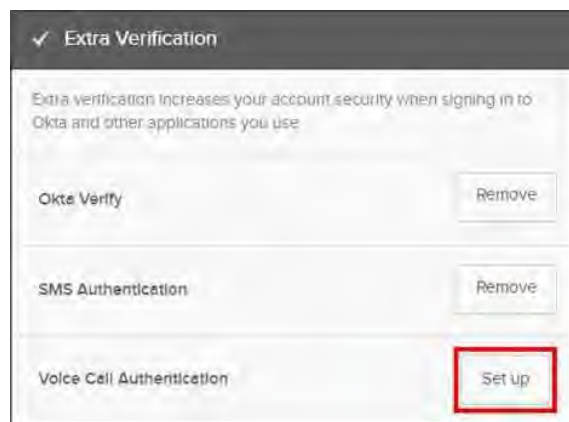 ✓ Extra Verification
Extra verification increases your account security when signing in to
Okta and other applications you use
Okta Verify
Remove
SMS Authentication
Remove
Voice Call Authentication
Set up